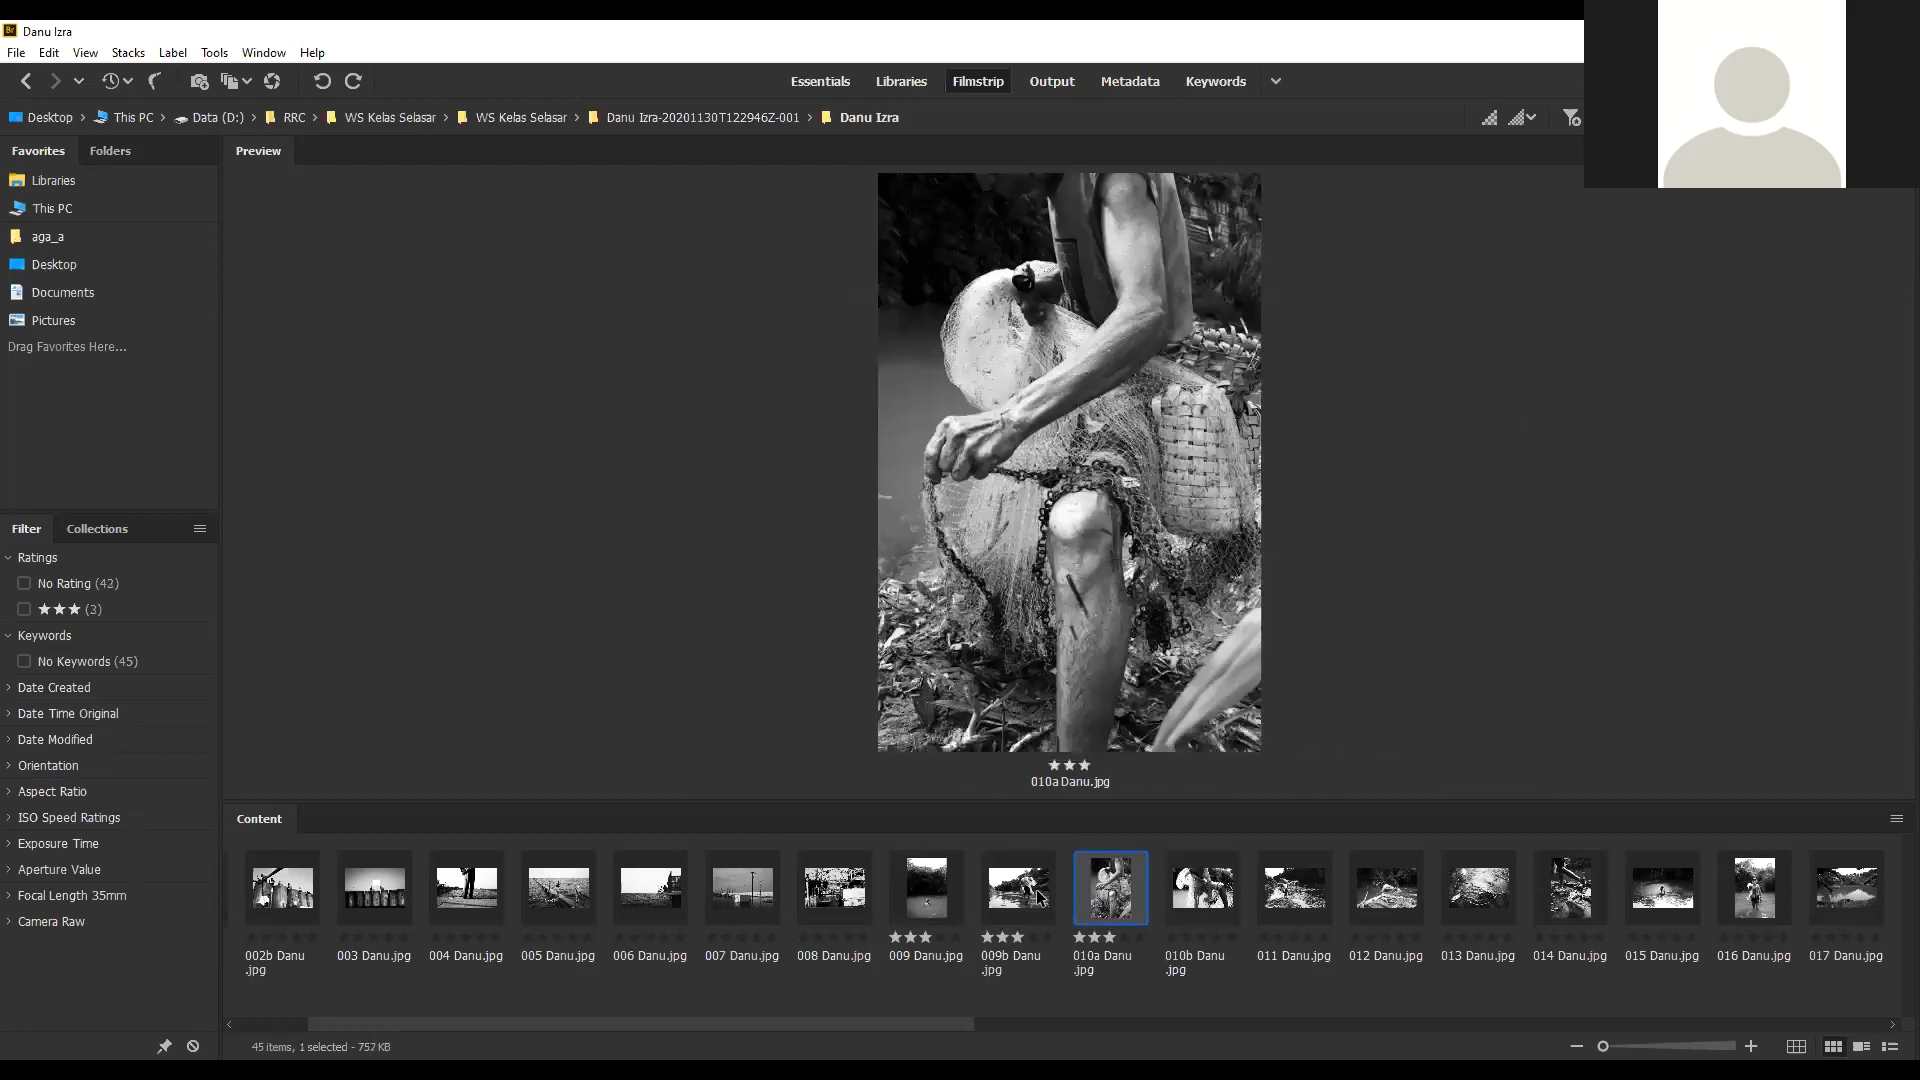 Br Danu Izra
File Edit View Stacks Label Tools Window Help
Essentials Libraries Filmstrip Output Metadata Keywords
Desktop This PC Data (D:) RRC WS Kelas Selasar WS Kelas Selasar Danu Izra-20201130T122946Z-001 Danu Izra
Favorites Folders
Preview
Libraries
This PC
aga_a
Desktop
Documents
Pictures
Drag Favorites Here...
Filter Collections
Ratings
No Rating (42)
★★★ (3)
Keywords
No Keywords (45)
Date Created
Date Time Original
Date Modified
Orientation
Aspect Ratio
ISO Speed Ratings
Exposure Time
Aperture Value
Focal Length 35mm
Camera Raw
★★★
010a Danu.jpg
Content
002b Danu .jpg
003 Danu.jpg
004 Danu.jpg
005 Danu.jpg
006 Danu.jpg
007 Danu.jpg
008 Danu.jpg
009 Danu.jpg
009b Danu .jpg
010a Danu .jpg
010b Danu .jpg
011 Danu.jpg
012 Danu.jpg
013 Danu.jpg
014 Danu.jpg
015 Danu.jpg
016 Danu.jpg
017 Danu.jpg
45 items, 1 selected - 757 KB